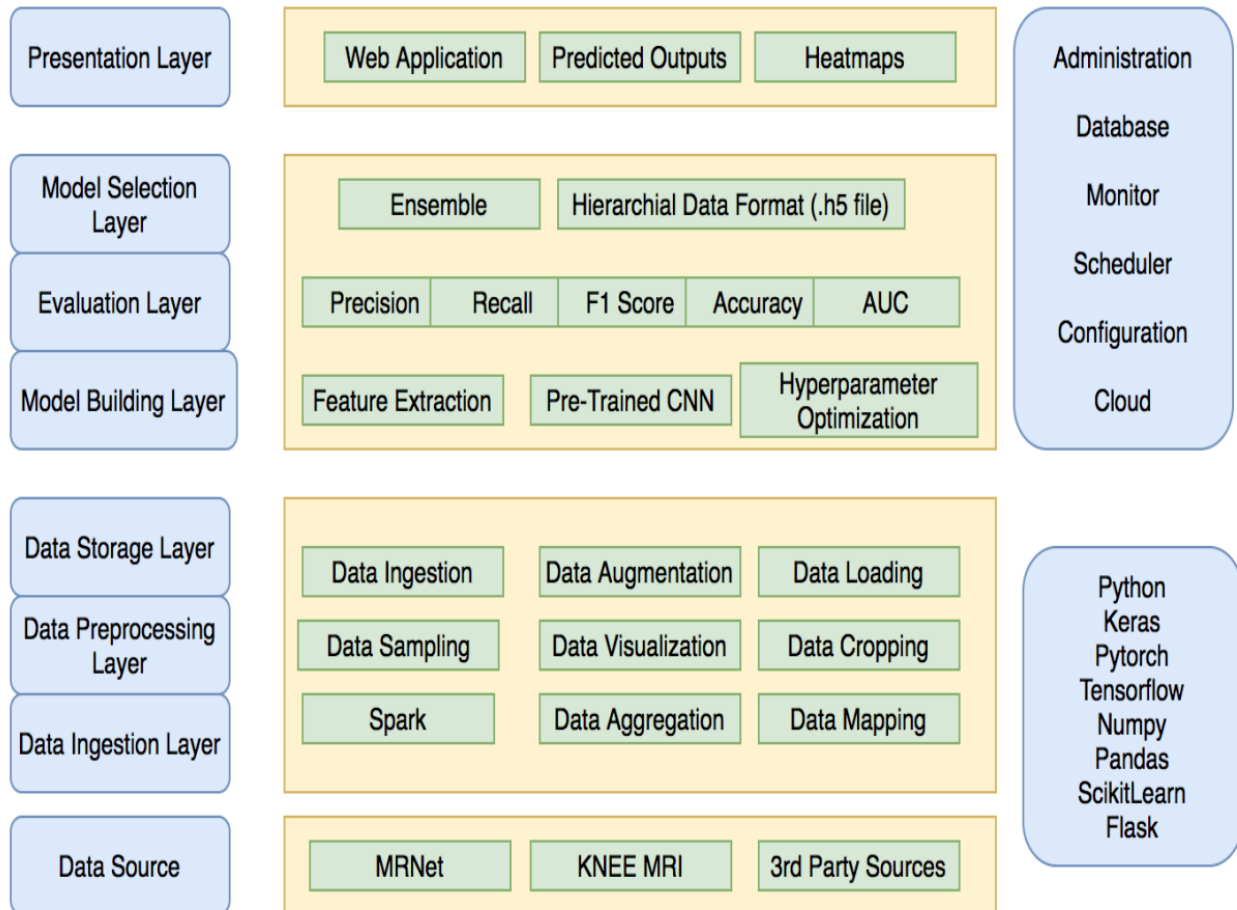 Presentation Layer
Web Application
Predicted Outputs
Heatmaps
Model Selection
Layer
Ensemble
Hierarchial Data Format (.h5 file)
Evaluation Layer
Precision
Recall
F1 Score
Accuracy
AUC
Model Building Layer
Feature Extraction
Pre-Trained CNN
Hyperparameter
Optimization
Administration
Database
Monitor
Scheduler
Configuration
Cloud
Data Storage Layer
Data Ingestion
Data Augmentation
Data Loading
Data Preprocessing
Layer
Data Sampling
Data Visualization
Data Cropping
Data Ingestion Layer
Spark
Data Aggregation
Data Mapping
Python
Keras
Pytorch
Tensorflow
Numpy
Pandas
ScikitLearn
Flask
Data Source
MRNet
KNEE MRI
3rd Party Sources